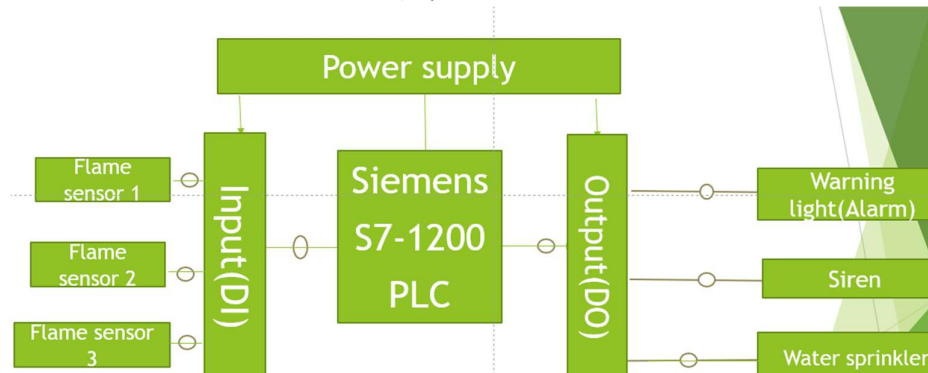 Power supply
Flame
sensor 1
Flame
sensor 2
Flame sensor
3
Input(DI)
Siemens
S7-1200
PLC
Output(DO)
Warning
light(Alarm)
Siren
Water sprinkler